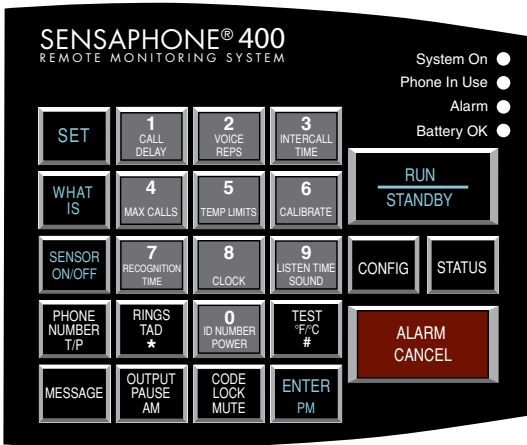 SENSAPHONE® 400
REMOTE MONITORING SYSTEM
System On
Phone In Use
Alarm
Battery OK
SET
1
CALL
DELAY
2
VOICE
REPS
3
INTERCALL
TIME
RUN
STANDBY
WHAT
IS
4
MAX CALLS
5
TEMP LIMITS
6
CALIBRATE
SENSOR
ON/OFF
7
RECOGNITION
TIME
8
CLOCK
9
LISTEN TIME
SOUND
CONFIG
STATUS
PHONE
NUMBER
T/P
RINGS
TAD
*
0
ID NUMBER
POWER
TEST
°F/°C
#
ALARM
CANCEL
MESSAGE
OUTPUT
PAUSE
AM
CODE
LOCK
MUTE
ENTER
PM